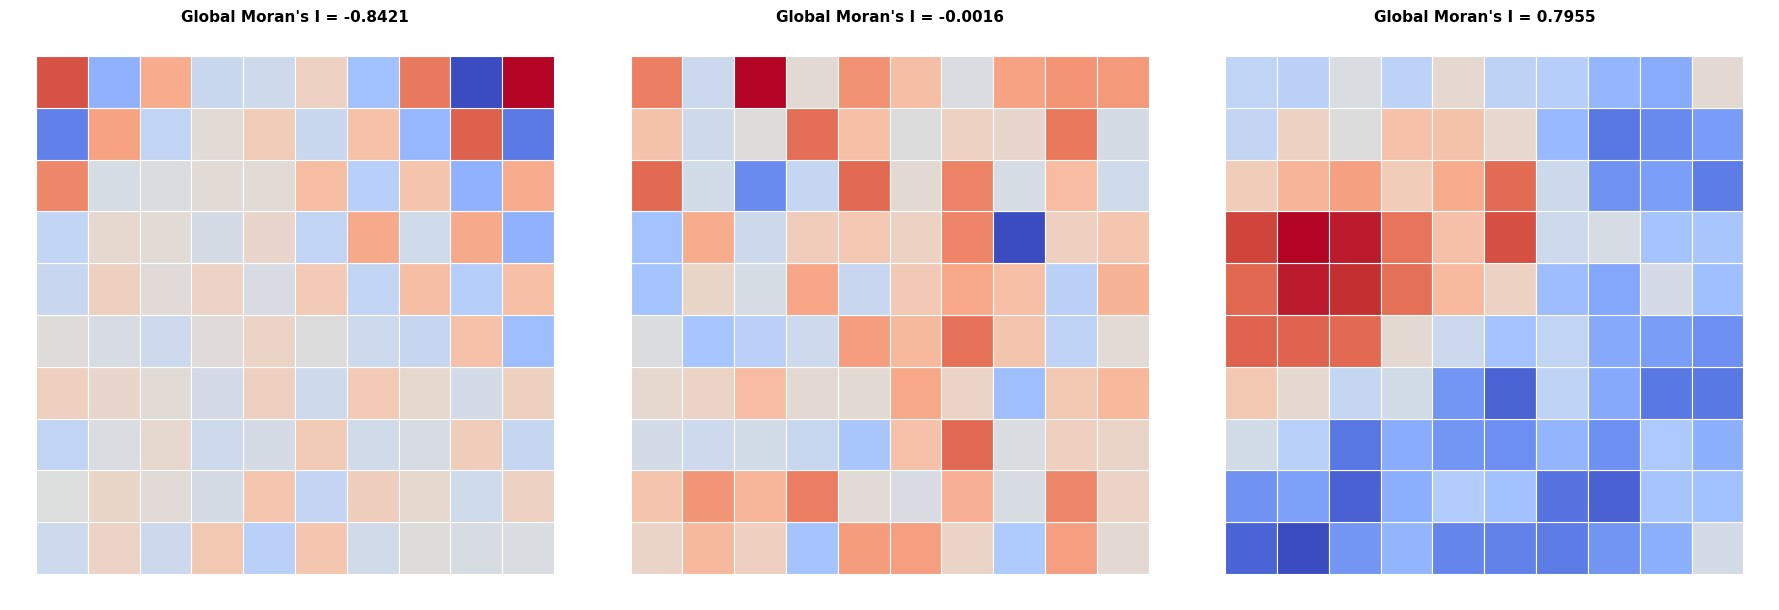 Global Moran's I = -0.8421
Global Moran's I = -0.0016
Global Moran's I = 0.7955